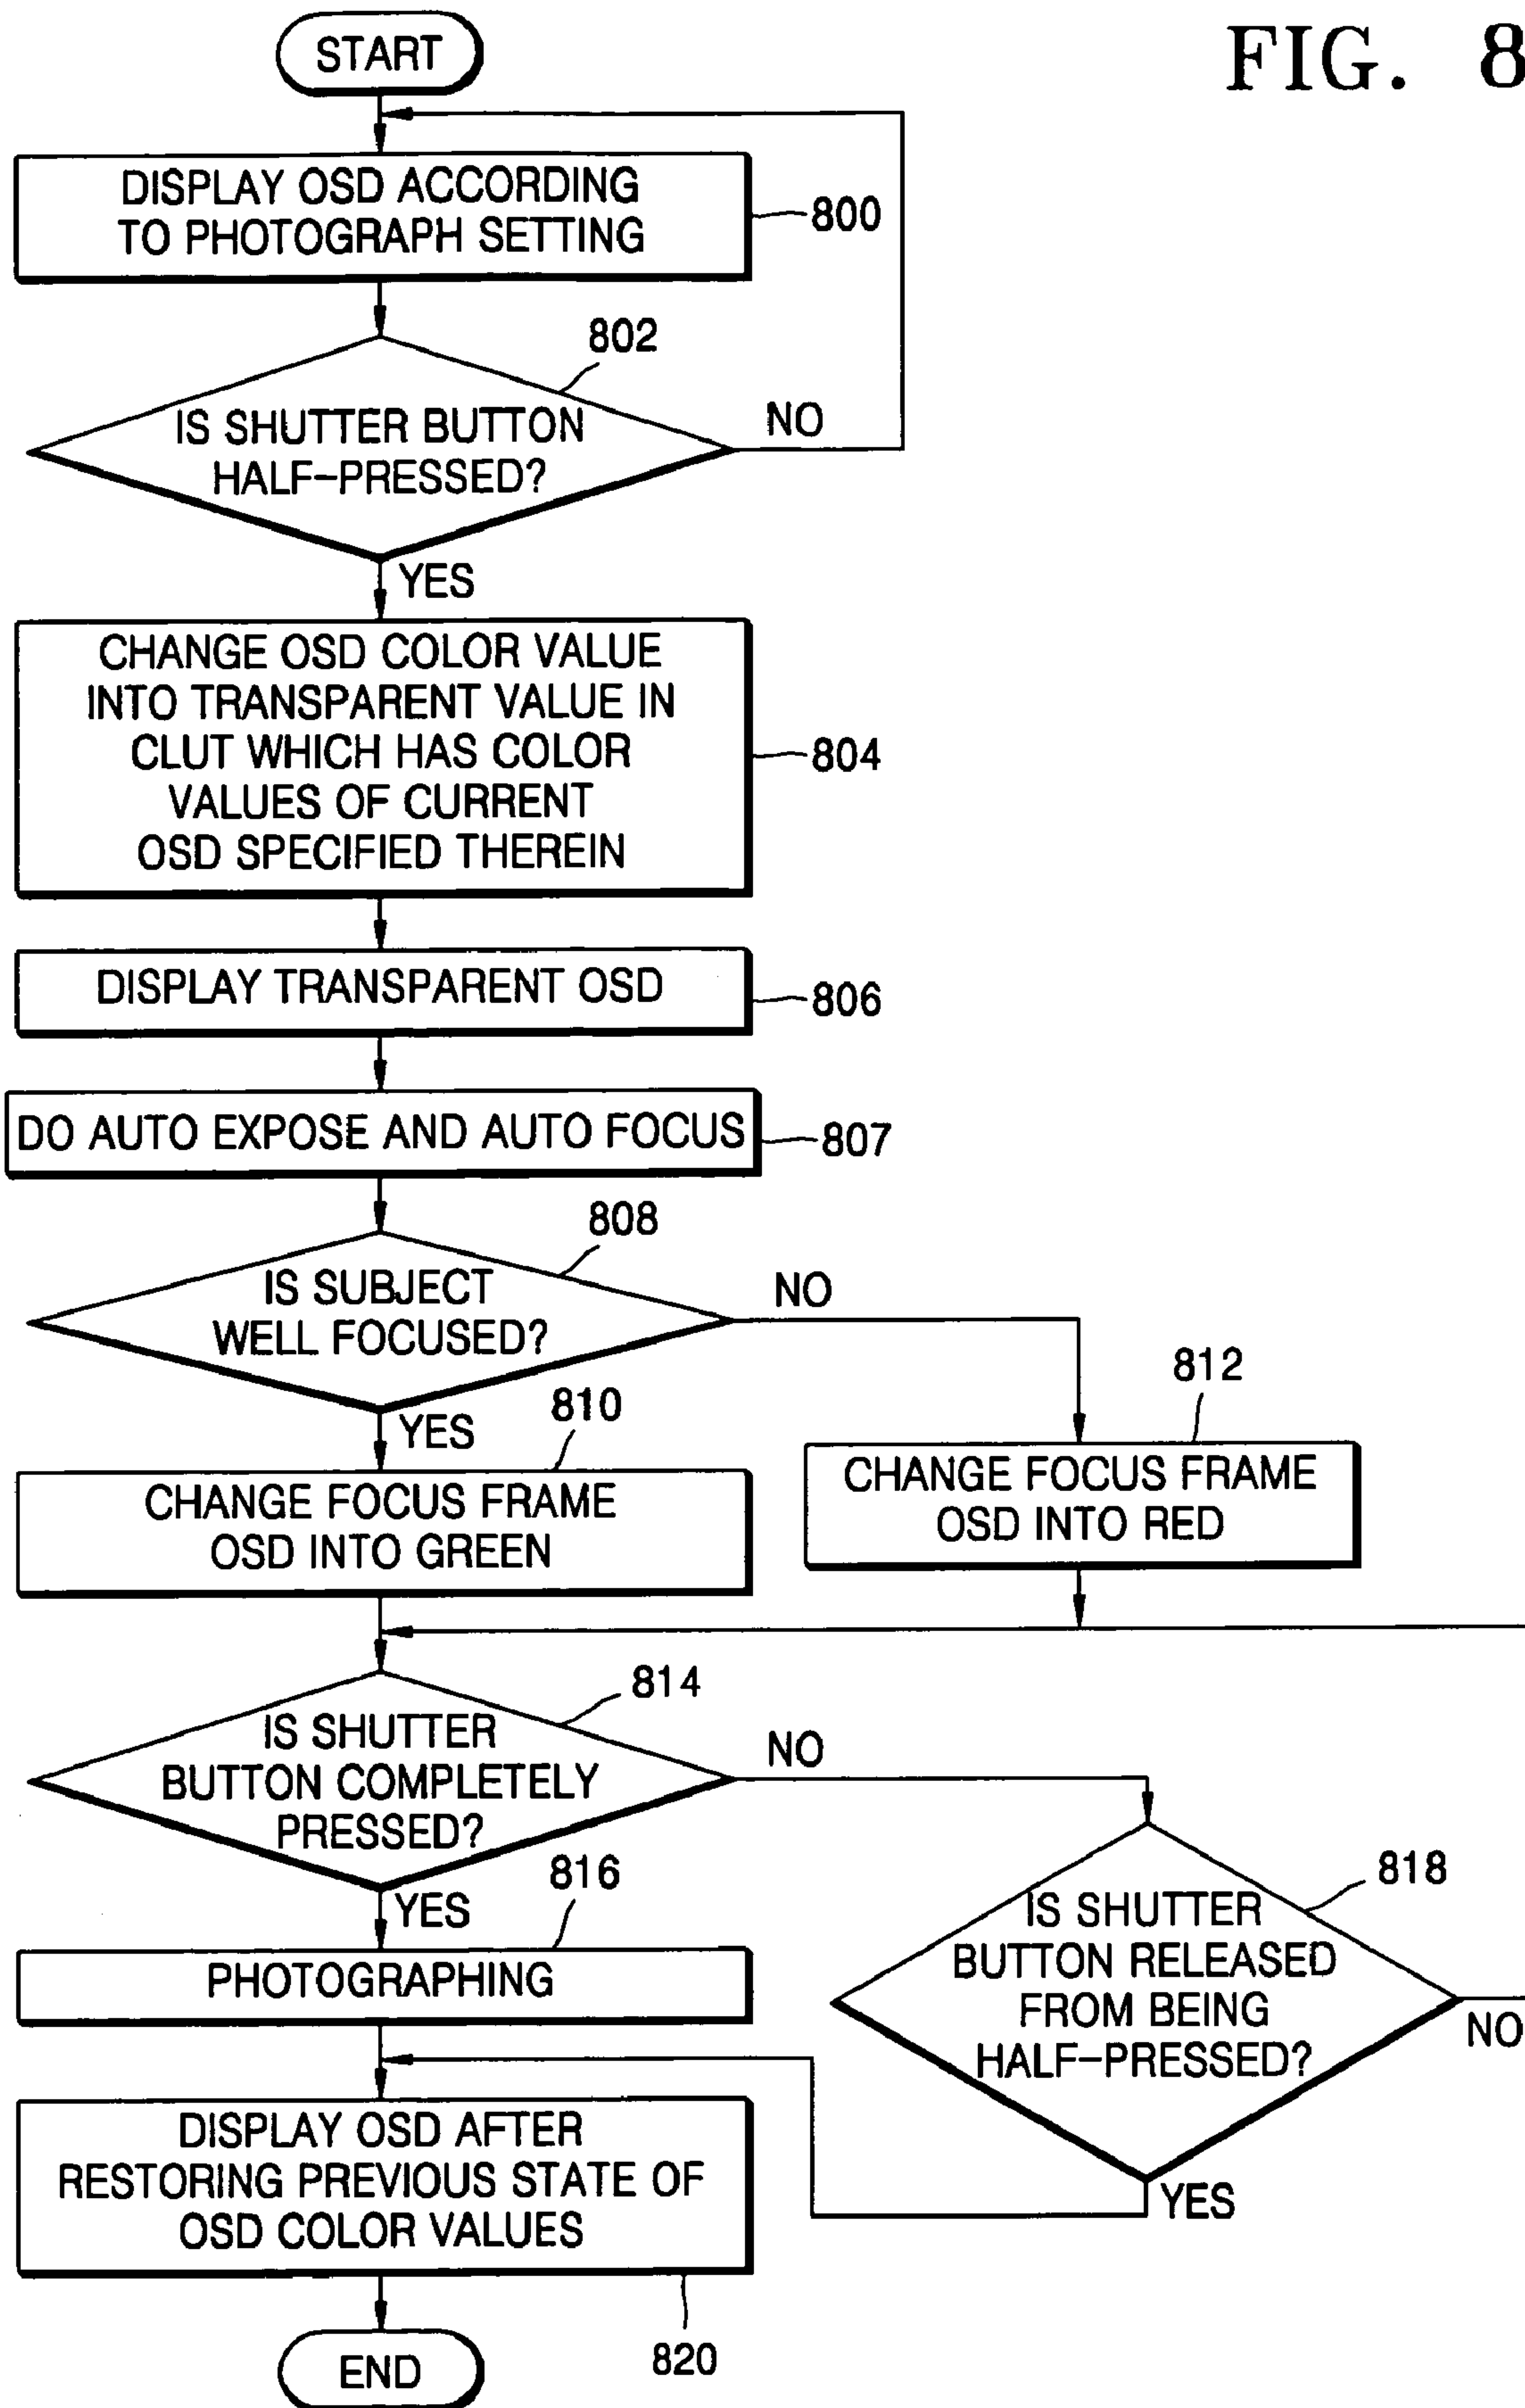 FIG. 8
START
DISPLAY OSD ACCORDING
TO PHOTOGRAPH SETTING
800
802
IS SHUTTER BUTTON
HALF-PRESSED?
NO
YES
CHANGE OSD COLOR VALUE
INTO TRANSPARENT VALUE IN
CLUT WHICH HAS COLOR
VALUES OF CURRENT
OSD SPECIFIED THEREIN
804
DISPLAY TRANSPARENT OSD
806
DO AUTO EXPOSE AND AUTO FOCUS
807
808
IS SUBJECT
WELL FOCUSED?
NO
YES
810
CHANGE FOCUS FRAME
OSD INTO GREEN
812
CHANGE FOCUS FRAME
OSD INTO RED
814
IS SHUTTER
BUTTON COMPLETELY
PRESSED?
NO
YES
816
PHOTOGRAPHING
818
IS SHUTTER
BUTTON RELEASED
FROM BEING
HALF-PRESSED?
NO
YES
DISPLAY OSD AFTER
RESTORING PREVIOUS STATE OF
OSD COLOR VALUES
820
END